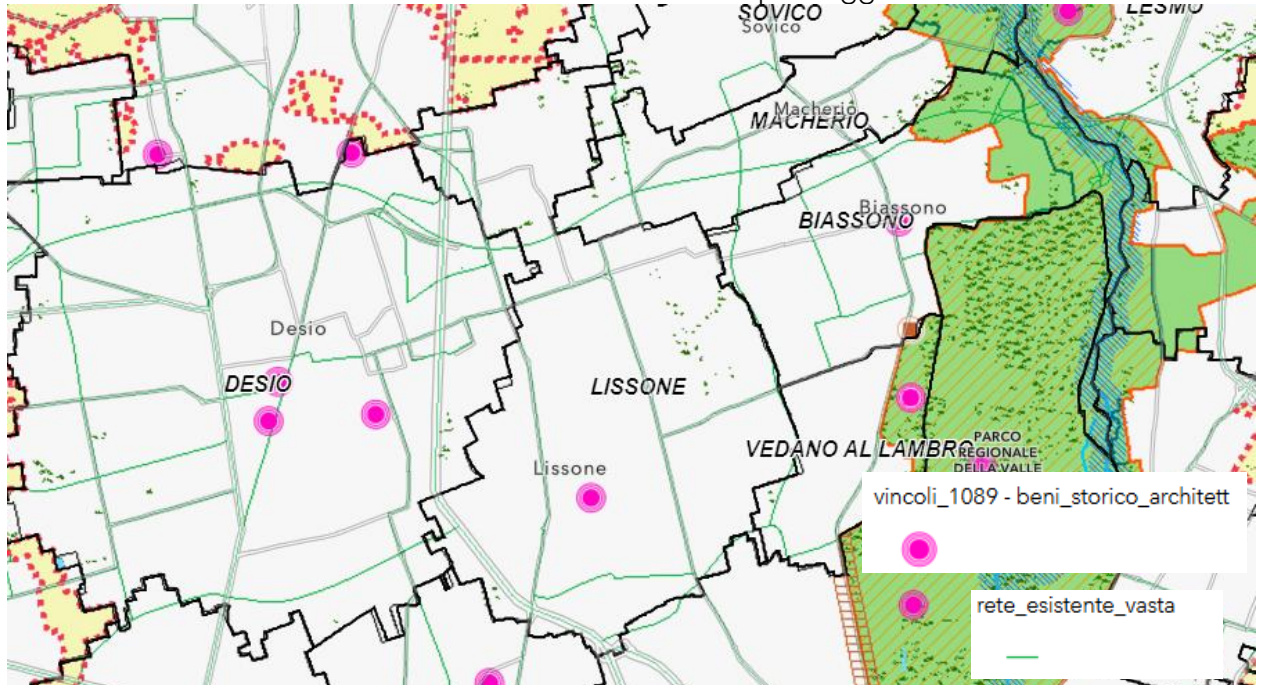 SOVICO
Sovico
LESMO
Macherio
MACHERIO
Biassono
BIASSONO
Desio
DESIO
LISSONE
VEDANO AL LAMBR
PARCO
REGIONALE
DELLA VALLE
Lissone
vincoli_1089 - beni_storico_architett
rete_esistente_vasta